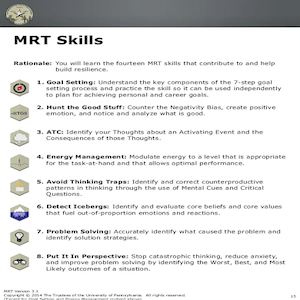 MRT Skills
Rationale: You will learn the fourteen MRT skills that contribute to and help
build resilience.
1. Goal Setting: Understand the key components of the 7-step goal
setting process and practice the skill so it can be used independently
to plan for achieving personal and career goals.
2. Hunt the Good Stuff: Counter the Negativity Bias, create positive
emotion, and notice and analyze what is good.
3. ATC: Identify your Thoughts about an Activating Event and the
Consequences of those Thoughts.
4. Energy Management: Modulate energy to a level that is appropriate
for the task-at-hand and that allows optimal performance.
5. Avoid Thinking Traps: Identify and correct counterproductive
patterns in thinking through the use of Mental Cues and Critical
Questions.
6. Detect Icebergs: Identify and evaluate core beliefs and core values
that fuel out-of-proportion emotions and reactions.
7. Problem Solving: Accurately identify what caused the problem and
identify solution strategies.
8. Put It In Perspective: Stop catastrophic thinking, reduce anxiety,
and improve problem solving by identifying the Worst, Best, and Most
Likely outcomes of a situation.
MRT Version 3.1
Copyright © 2014 The Trustees of the University of Pennsylvania. All rights reserved.
15